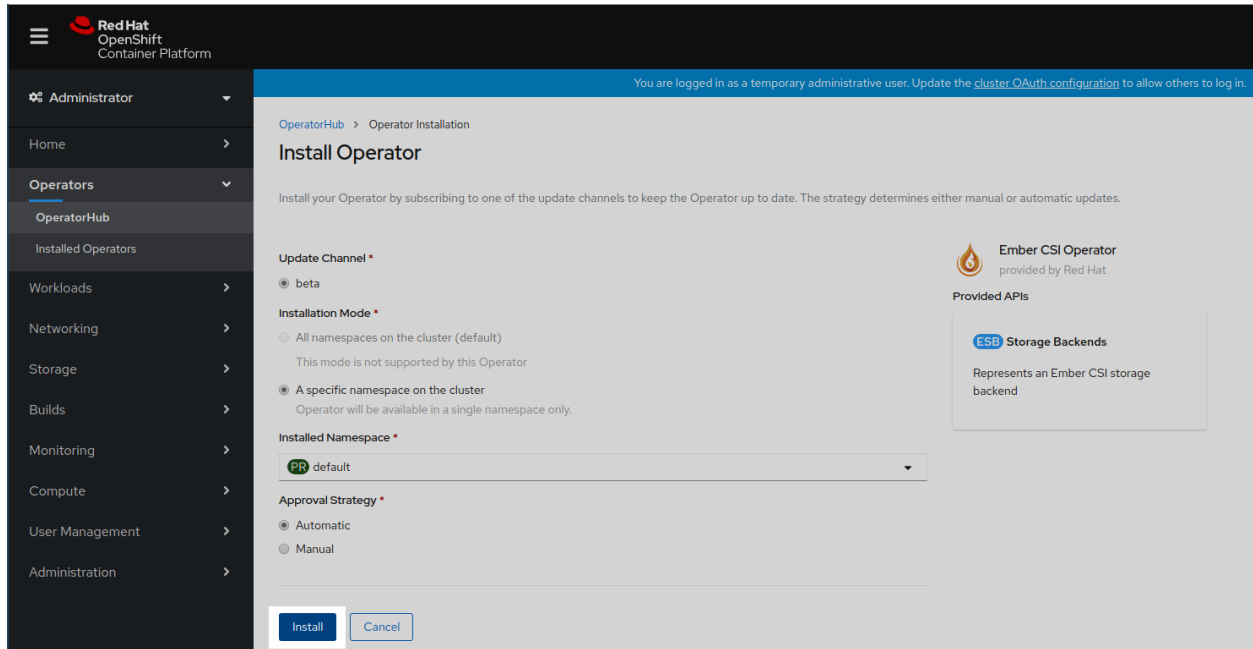 Red Hat
OpenShift
Container Platform
You are logged in as a temporary administrative user. Update the cluster OAuth configuration to allow others to log in.
Administrator
Home
Operators
OperatorHub
Installed Operators
Workloads
Networking
Storage
Builds
Monitoring
Compute
User Management
Administration
OperatorHub > Operator Installation
Install Operator
Install your Operator by subscribing to one of the update channels to keep the Operator up to date. The strategy determines either manual or automatic updates.
Update Channel *
beta
Installation Mode *
All namespaces on the cluster (default)
This mode is not supported by this Operator
A specific namespace on the cluster
Operator will be available in a single namespace only.
Installed Namespace *
PR default
Approval Strategy *
Automatic
Manual
Install Cancel
Ember CSI Operator
provided by Red Hat
Provided APIs
ESB Storage Backends
Represents an Ember CSI storage
backend